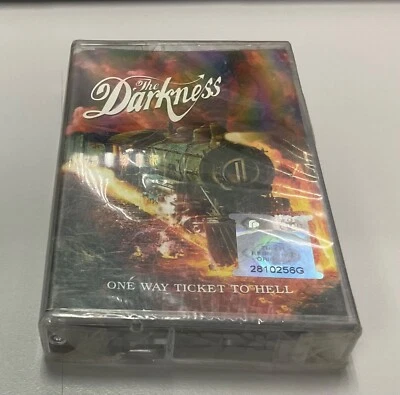 The
Darkness
2810256G
ONE WAY TICKET TO HELL